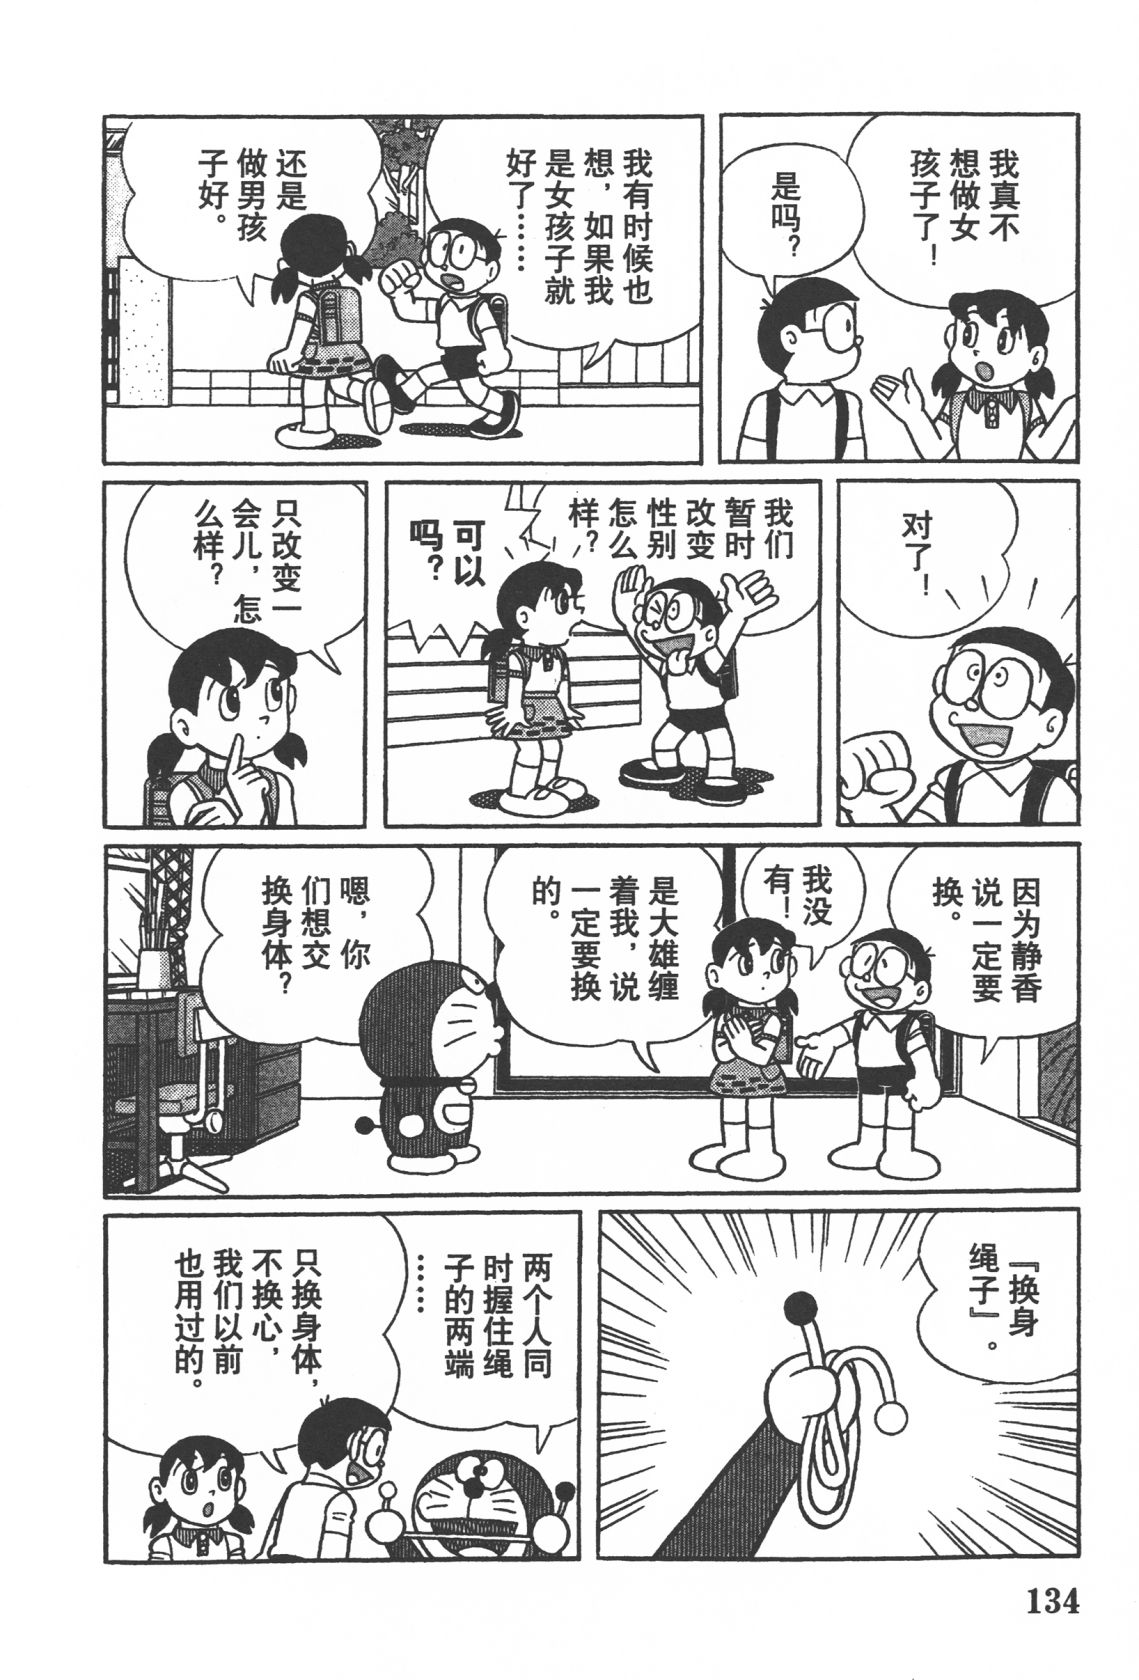 我真不
想做女
孩子了！
是吗？
我有时候也
想，如果我
是女孩子就
好了……
还是
做男孩
子好。
对了！
我们
暂时
改变
性别
怎么
样？
可以
吗？
只改变一
会儿，怎
么样？
因为静香
说一定要
换。
我没
有！
是大雄缠
着我，说
一定要换
的。
嗯，你
们想交
换身体？
『换身
绳子』。
两个人同
时握住绳
子的两端
……
只换身体，
不换心，
我们以前
也用过的。
134